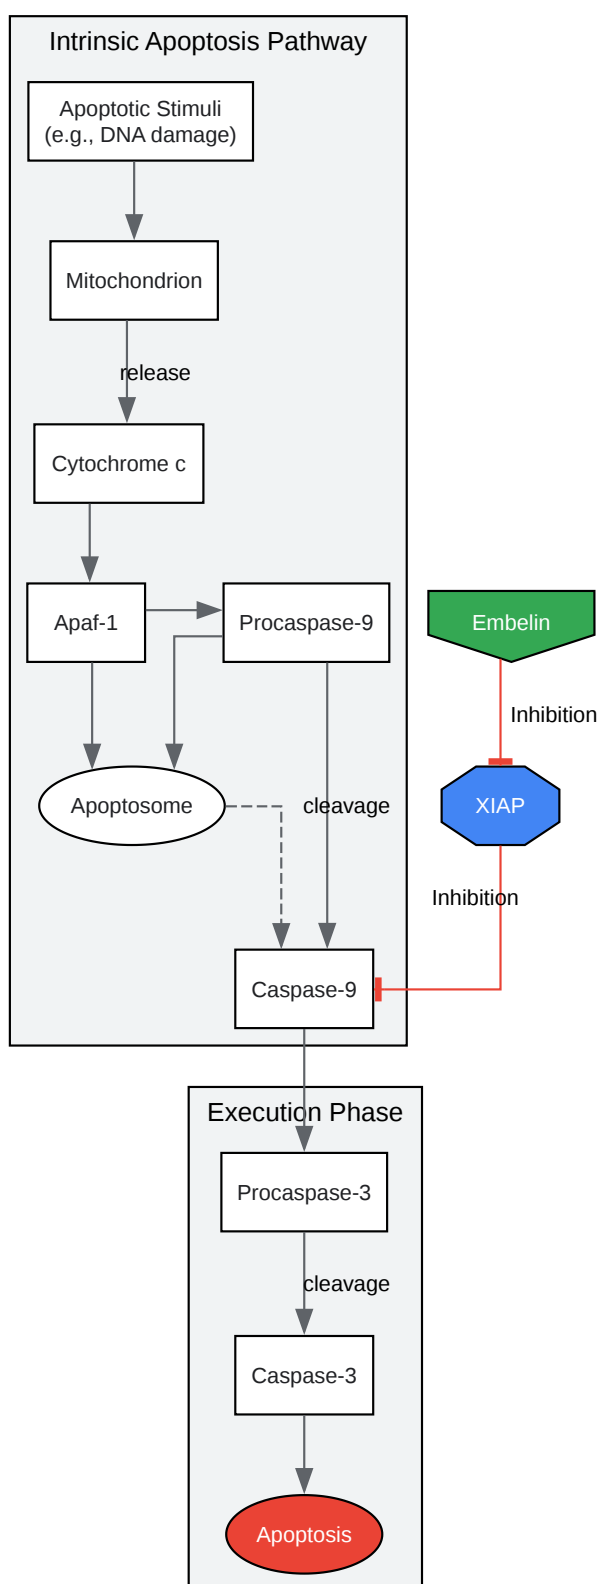 Intrinsic Apoptosis Pathway
Apoptotic Stimuli
(e.g., DNA damage)
Mitochondrion
release
Cytochrome c
Apaf-1
Procaspase-9
Embelin
Inhibition
Apoptosome
cleavage
XIAP
Inhibition
Caspase-9
Execution Phase
Procaspase-3
cleavage
Caspase-3
Apoptosis